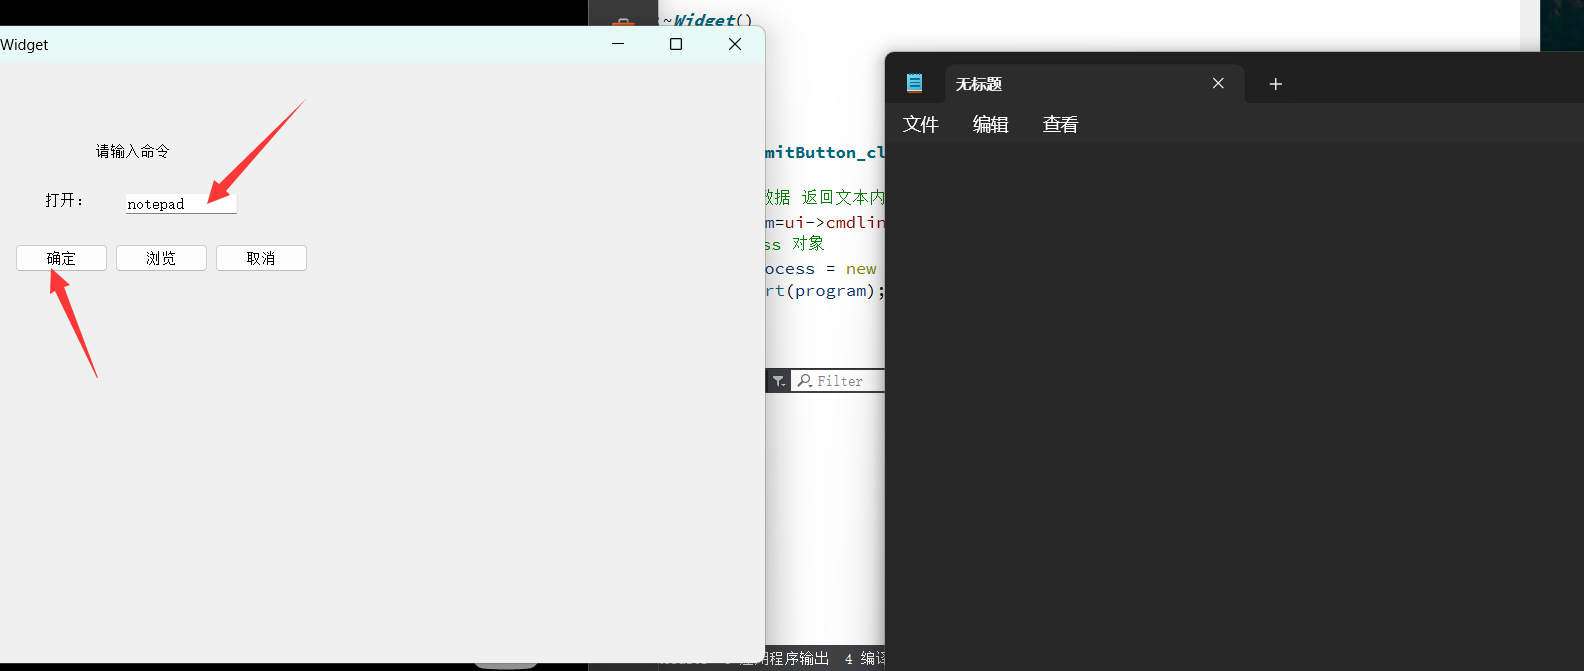 ~Widget()
Widget
请输入命令
打开：
notepad
确定
浏览
取消
mitButton_cl
数据 返回文本内
m=ui->cmdlin
ss 对象
ocess = new
rt(program);
Filter
用程序输出
4 编译
无标题
文件
编辑
查看